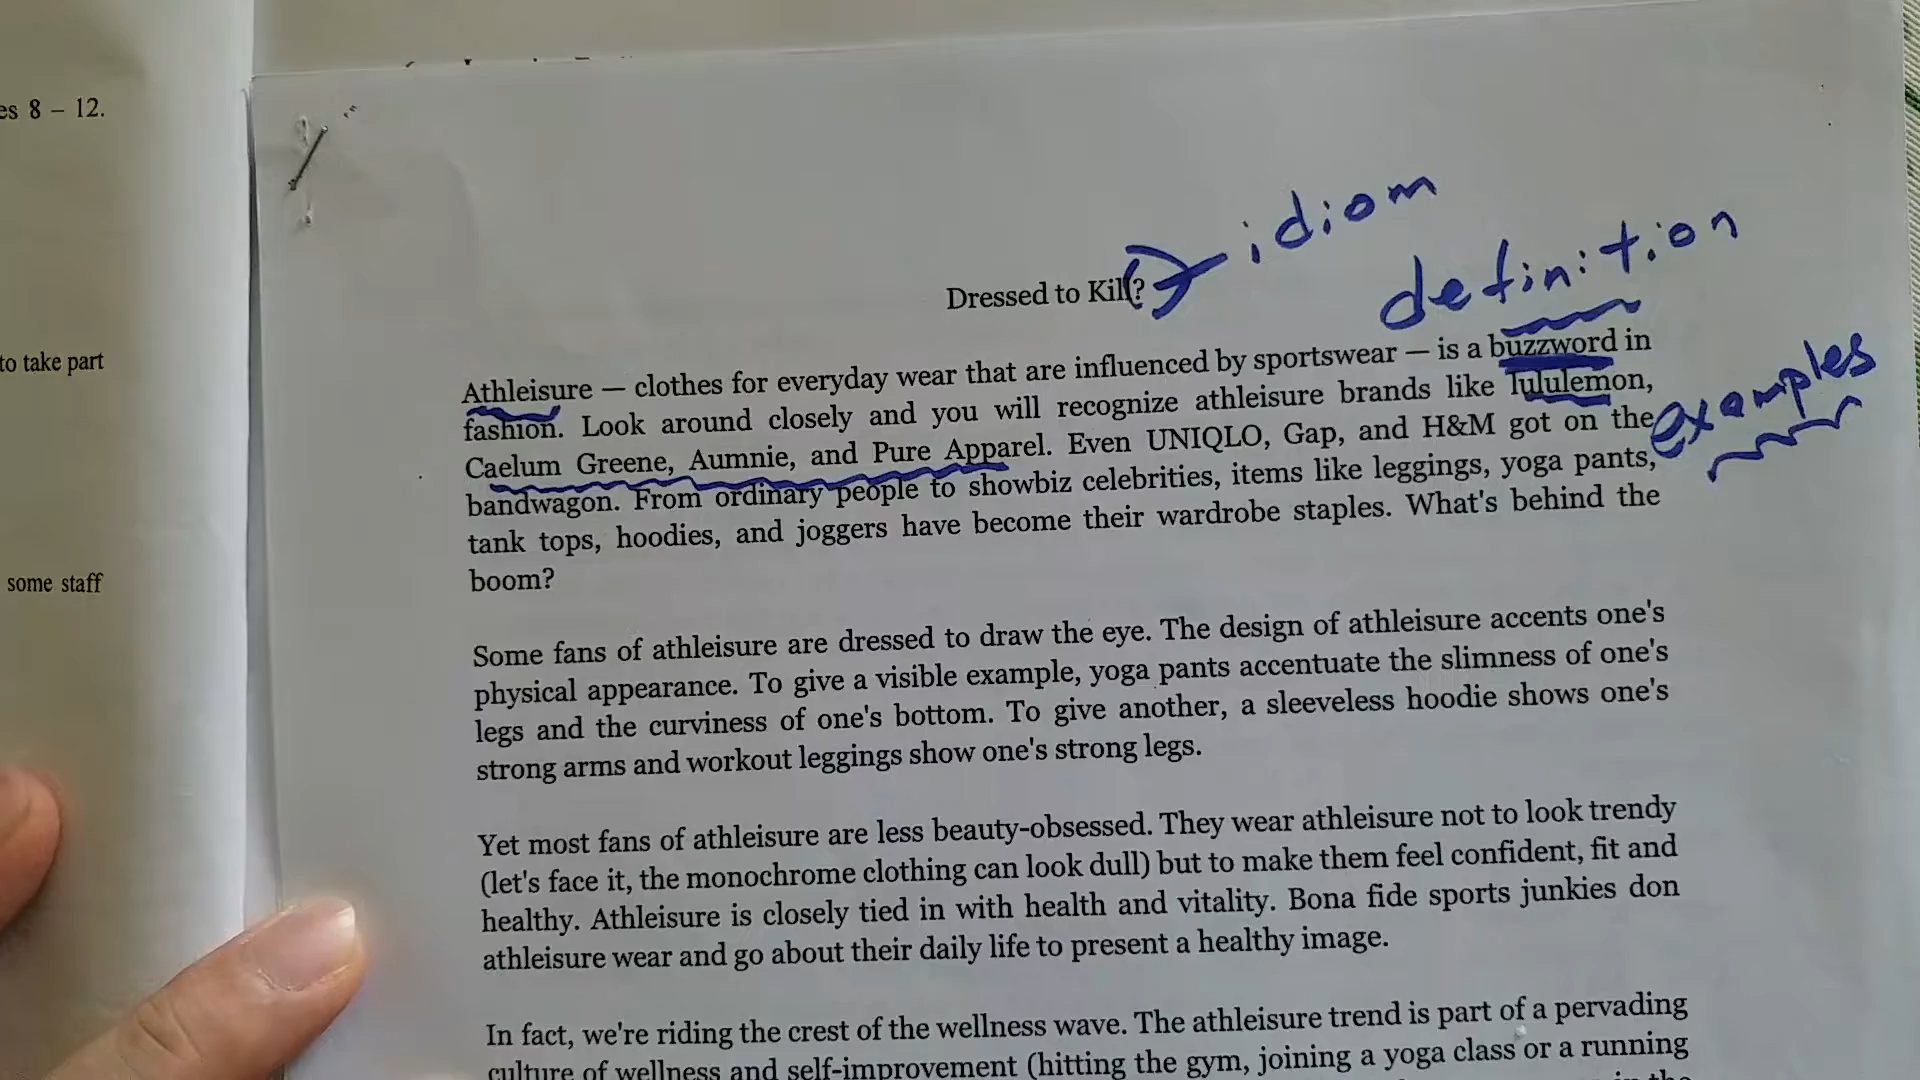 es 8 – 12.
to take part
some staff
idiom
definition
Dressed to Kill?
examples
Athleisure — clothes for everyday wear that are influenced by sportswear — is a buzzword in
fashion. Look around closely and you will recognize athleisure brands like lululemon,
Caelum Greene, Aumnie, and Pure Apparel. Even UNIQLO, Gap, and H&M got on the
bandwagon. From ordinary people to showbiz celebrities, items like leggings, yoga pants,
tank tops, hoodies, and joggers have become their wardrobe staples. What's behind the
boom?
Some fans of athleisure are dressed to draw the eye. The design of athleisure accents one's
physical appearance. To give a visible example, yoga pants accentuate the slimness of one's
legs and the curviness of one's bottom. To give another, a sleeveless hoodie shows one's
strong arms and workout leggings show one's strong legs.
Yet most fans of athleisure are less beauty-obsessed. They wear athleisure not to look trendy
(let's face it, the monochrome clothing can look dull) but to make them feel confident, fit and
healthy. Athleisure is closely tied in with health and vitality. Bona fide sports junkies don
athleisure wear and go about their daily life to present a healthy image.
In fact, we're riding the crest of the wellness wave. The athleisure trend is part of a pervading
culture of wellness and self-improvement (hitting the gym, joining a yoga class or a running
in the